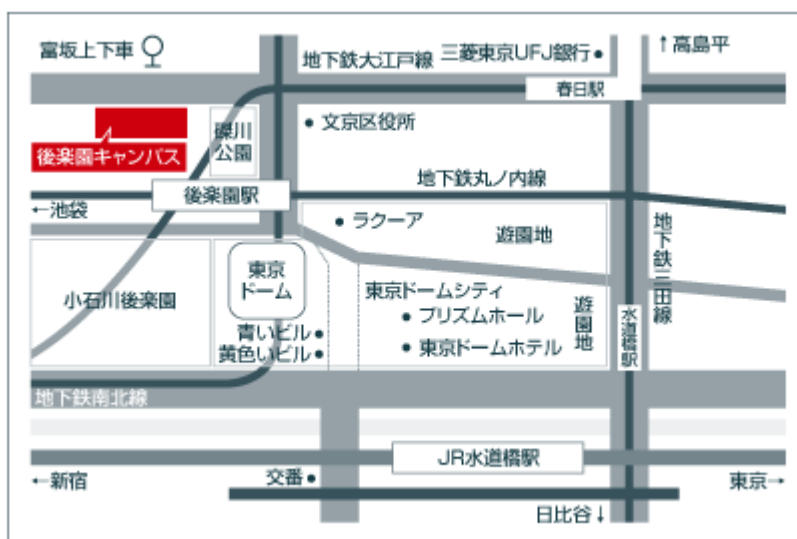 富坂上下車
地下鉄大江戸線
三菱東京UFJ銀行
↑高島平
春日駅
後楽園キャンパス
礫川
公園
文京区役所
後楽園駅
地下鉄丸ノ内線
←池袋
ラクーア
遊園地
地下鉄三田線
小石川後楽園
東京
ドーム
東京ドームシティ
プリズムホール
東京ドームホテル
遊園地
水道橋駅
青いビル
黄色いビル
地下鉄南北線
JR水道橋駅
←新宿
交番
東京→
日比谷↓